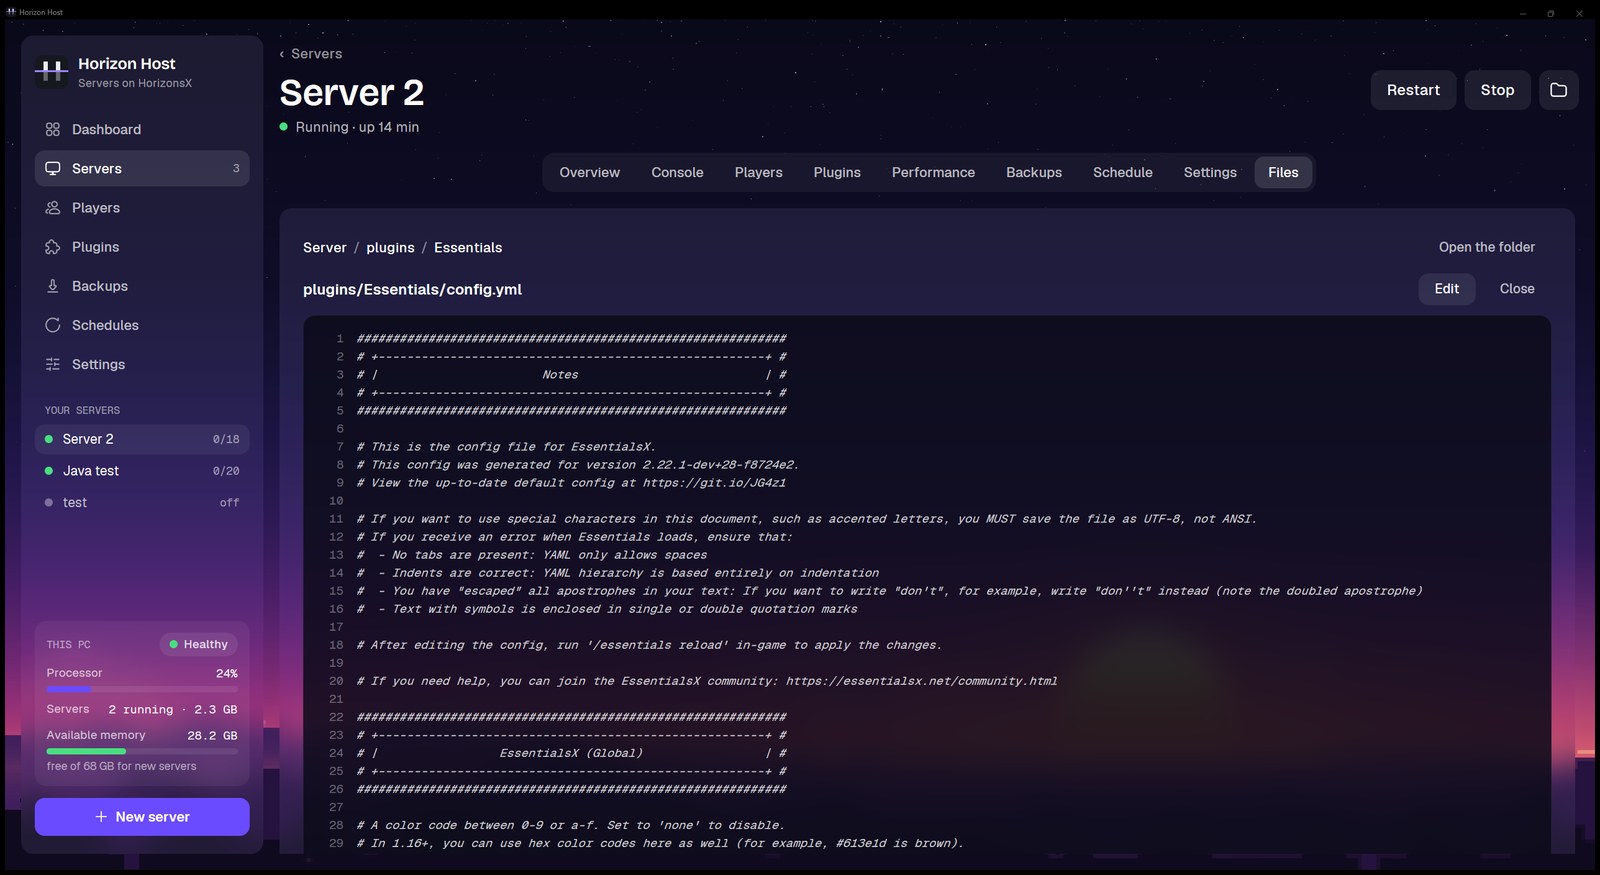 Horizon Host
Horizon Host
Servers on HorizonsX
Dashboard
Servers 3
Players
Plugins
Backups
Schedules
Settings
YOUR SERVERS
Server 2 0/18
Java test 0/20
test off
THIS PC Healthy
Processor 24%
Servers 2 running · 2.3 GB
Available memory 28.2 GB
free of 68 GB for new servers
+ New server
‹ Servers
Server 2
Running · up 14 min
Restart Stop
Overview Console Players Plugins Performance Backups Schedule Settings Files
Server / plugins / Essentials Open the folder
plugins/Essentials/config.yml Edit Close
1 ############################################################
2 # +------------------------------------------------------+ #
3 # | Notes | #
4 # +------------------------------------------------------+ #
5 ############################################################
6
7 # This is the config file for EssentialsX.
8 # This config was generated for version 2.22.1-dev+28-f8724e2.
9 # View the up-to-date default config at https://git.io/JG4z1
10
11 # If you want to use special characters in this document, such as accented letters, you MUST save the file as UTF-8, not ANSI.
12 # If you receive an error when Essentials loads, ensure that:
13 # - No tabs are present: YAML only allows spaces
14 # - Indents are correct: YAML hierarchy is based entirely on indentation
15 # - You have "escaped" all apostrophes in your text: If you want to write "don't", for example, write "don''t" instead (note the doubled apostrophe)
16 # - Text with symbols is enclosed in single or double quotation marks
17
18 # After editing the config, run '/essentials reload' in-game to apply the changes.
19
20 # If you need help, you can join the EssentialsX community: https://essentialsx.net/community.html
21
22 ############################################################
23 # +------------------------------------------------------+ #
24 # | EssentialsX (Global) | #
25 # +------------------------------------------------------+ #
26 ############################################################
27
28 # A color code between 0-9 or a-f. Set to 'none' to disable.
29 # In 1.16+, you can use hex color codes here as well (for example, #613e1d is brown).